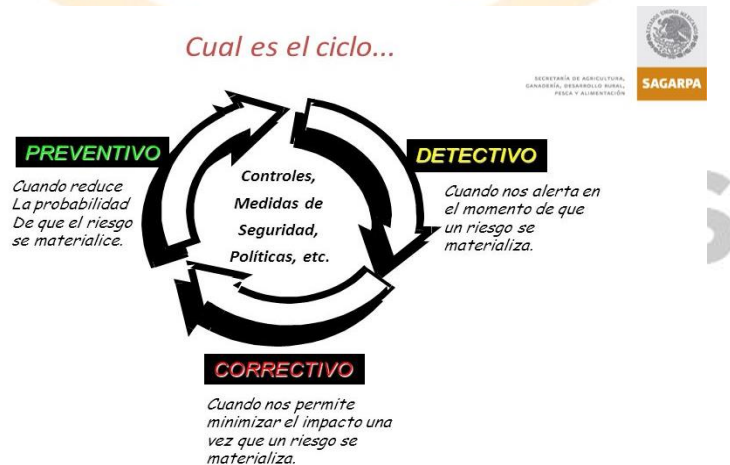 Cual es el ciclo...
SECRETARÍA DE AGRICULTURA,
GANADERÍA, DESARROLLO RURAL,
PESCA Y ALIMENTACIÓN
SAGARPA
PREVENTIVO
Cuando reduce
La probabilidad
De que el riesgo
se materialice.
Controles,
Medidas de
Seguridad,
Políticas, etc.
DETECTIVO
Cuando nos alerta en
el momento de que
un riesgo se
materializa.
CORRECTIVO
Cuando nos permite
minimizar el impacto una
vez que un riesgo se
materializa.